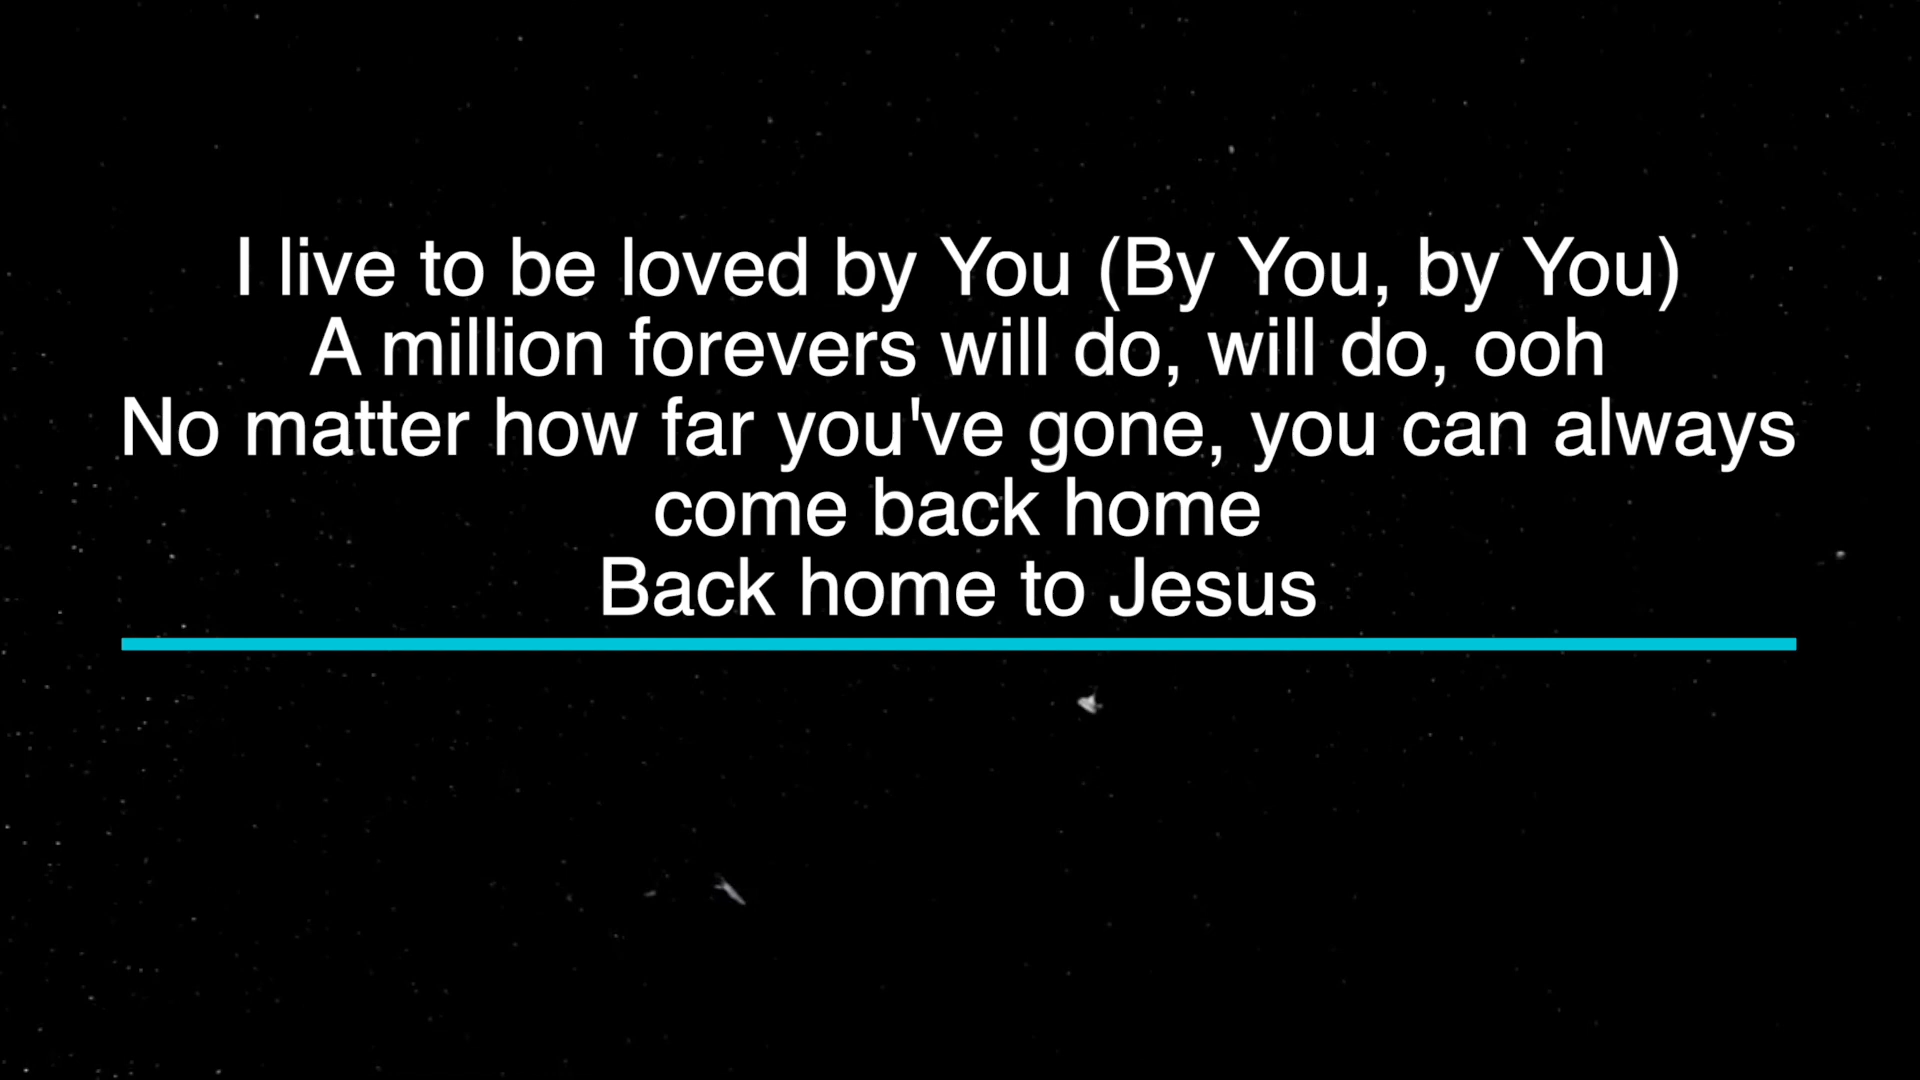 I live to be loved by You (By You, by You)
A million forevers will do, will do, ooh
No matter how far you've gone, you can always
come back home
Back home to Jesus